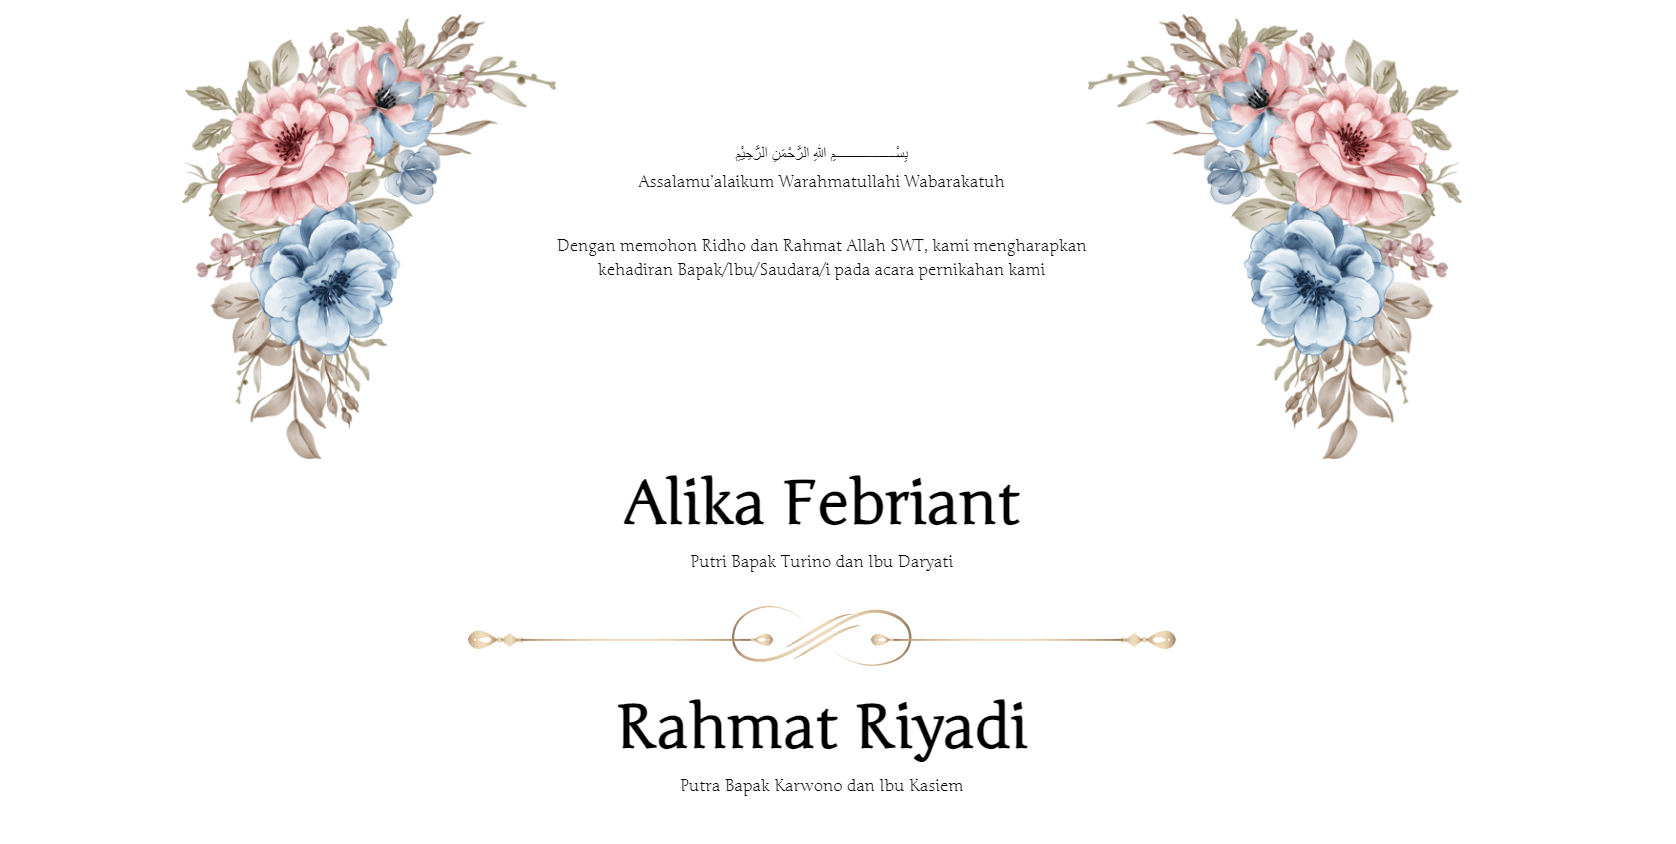 بِسْـــــــــــــــــمِ اللهِ الرَّحْمَنِ الرَّحِيْمِ
Assalamu'alaikum Warahmatullahi Wabarakatuh
Dengan memohon Ridho dan Rahmat Allah SWT, kami mengharapkan
kehadiran Bapak/Ibu/Saudara/i pada acara pernikahan kami
Alika Febriant
Putri Bapak Turino dan Ibu Daryati
Rahmat Riyadi
Putra Bapak Karwono dan Ibu Kasiem